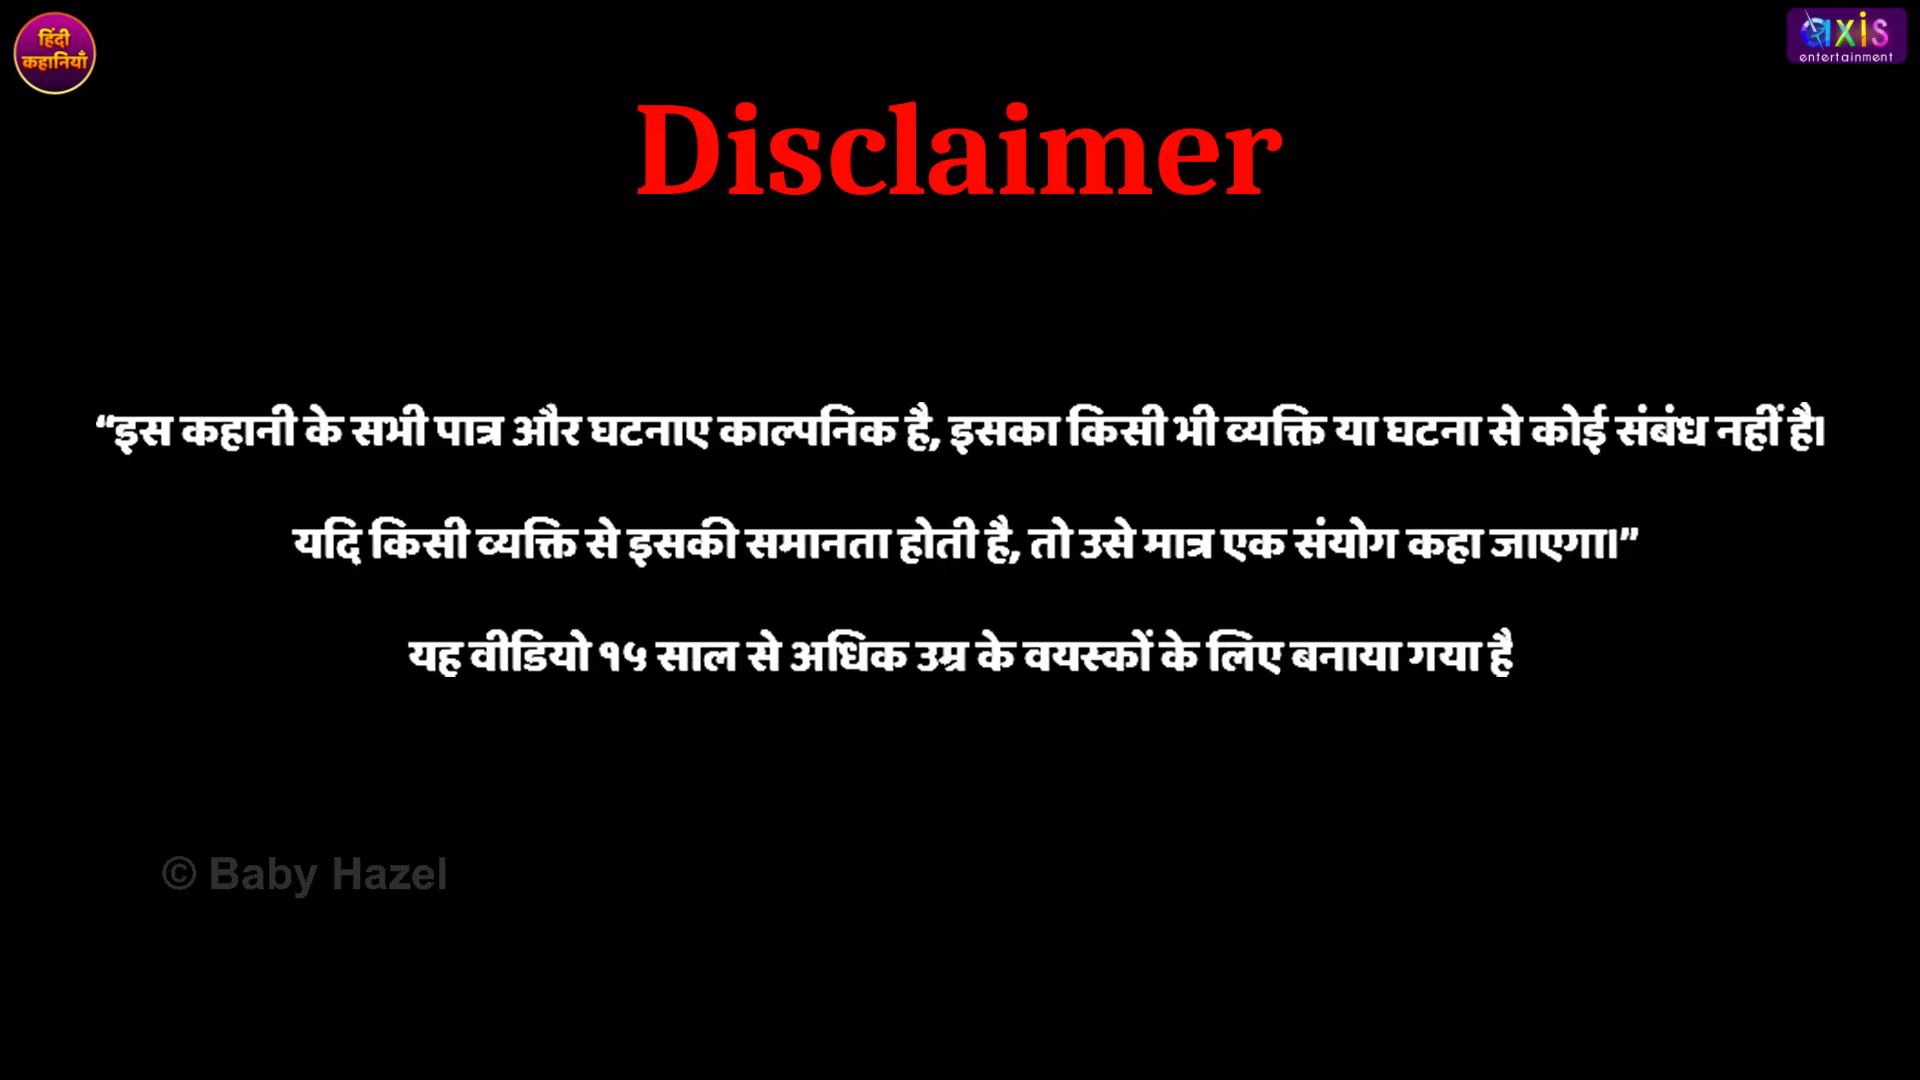 हिंदी
कहानियाँ
axis
entertainment
Disclaimer
“इस कहानी के सभी पात्र और घटनाए काल्पनिक है, इसका किसी भी व्यक्ति या घटना से कोई संबंध नहीं है।
यदि किसी व्यक्ति से इसकी समानता होती है, तो उसे मात्र एक संयोग कहा जाएगा।”
यह वीडियो १५ साल से अधिक उम्र के वयस्कों के लिए बनाया गया है
© Baby Hazel